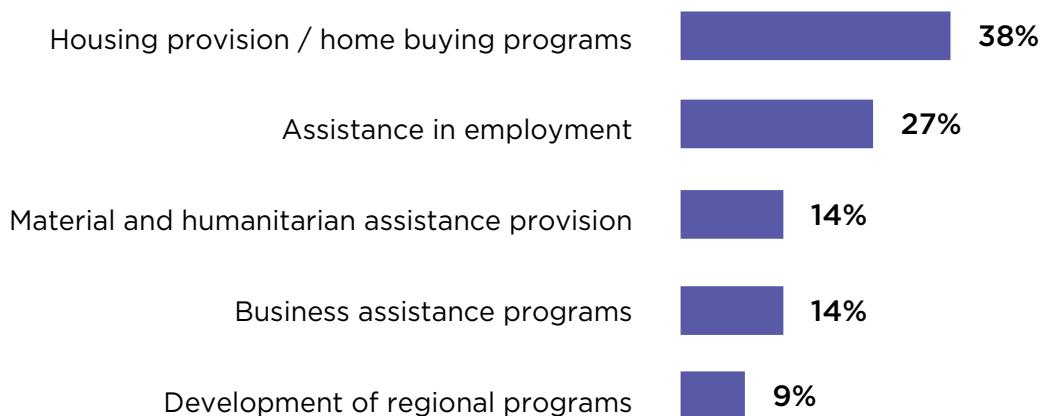 Housing provision / home buying programs 38%
Assistance in employment 27%
Material and humanitarian assistance provision 14%
Business assistance programs 14%
Development of regional programs 9%